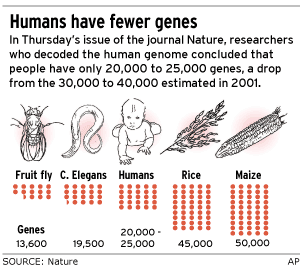 Humans have fewer genes
In Thursday's issue of the journal Nature, researchers
who decoded the human genome concluded that
people have only 20,000 to 25,000 genes, a drop
from the 30,000 to 40,000 estimated in 2001.
Fruit fly C. Elegans Humans Rice Maize
Genes
13,600 19,500 20,000 - 25,000 45,000 50,000
SOURCE: Nature AP